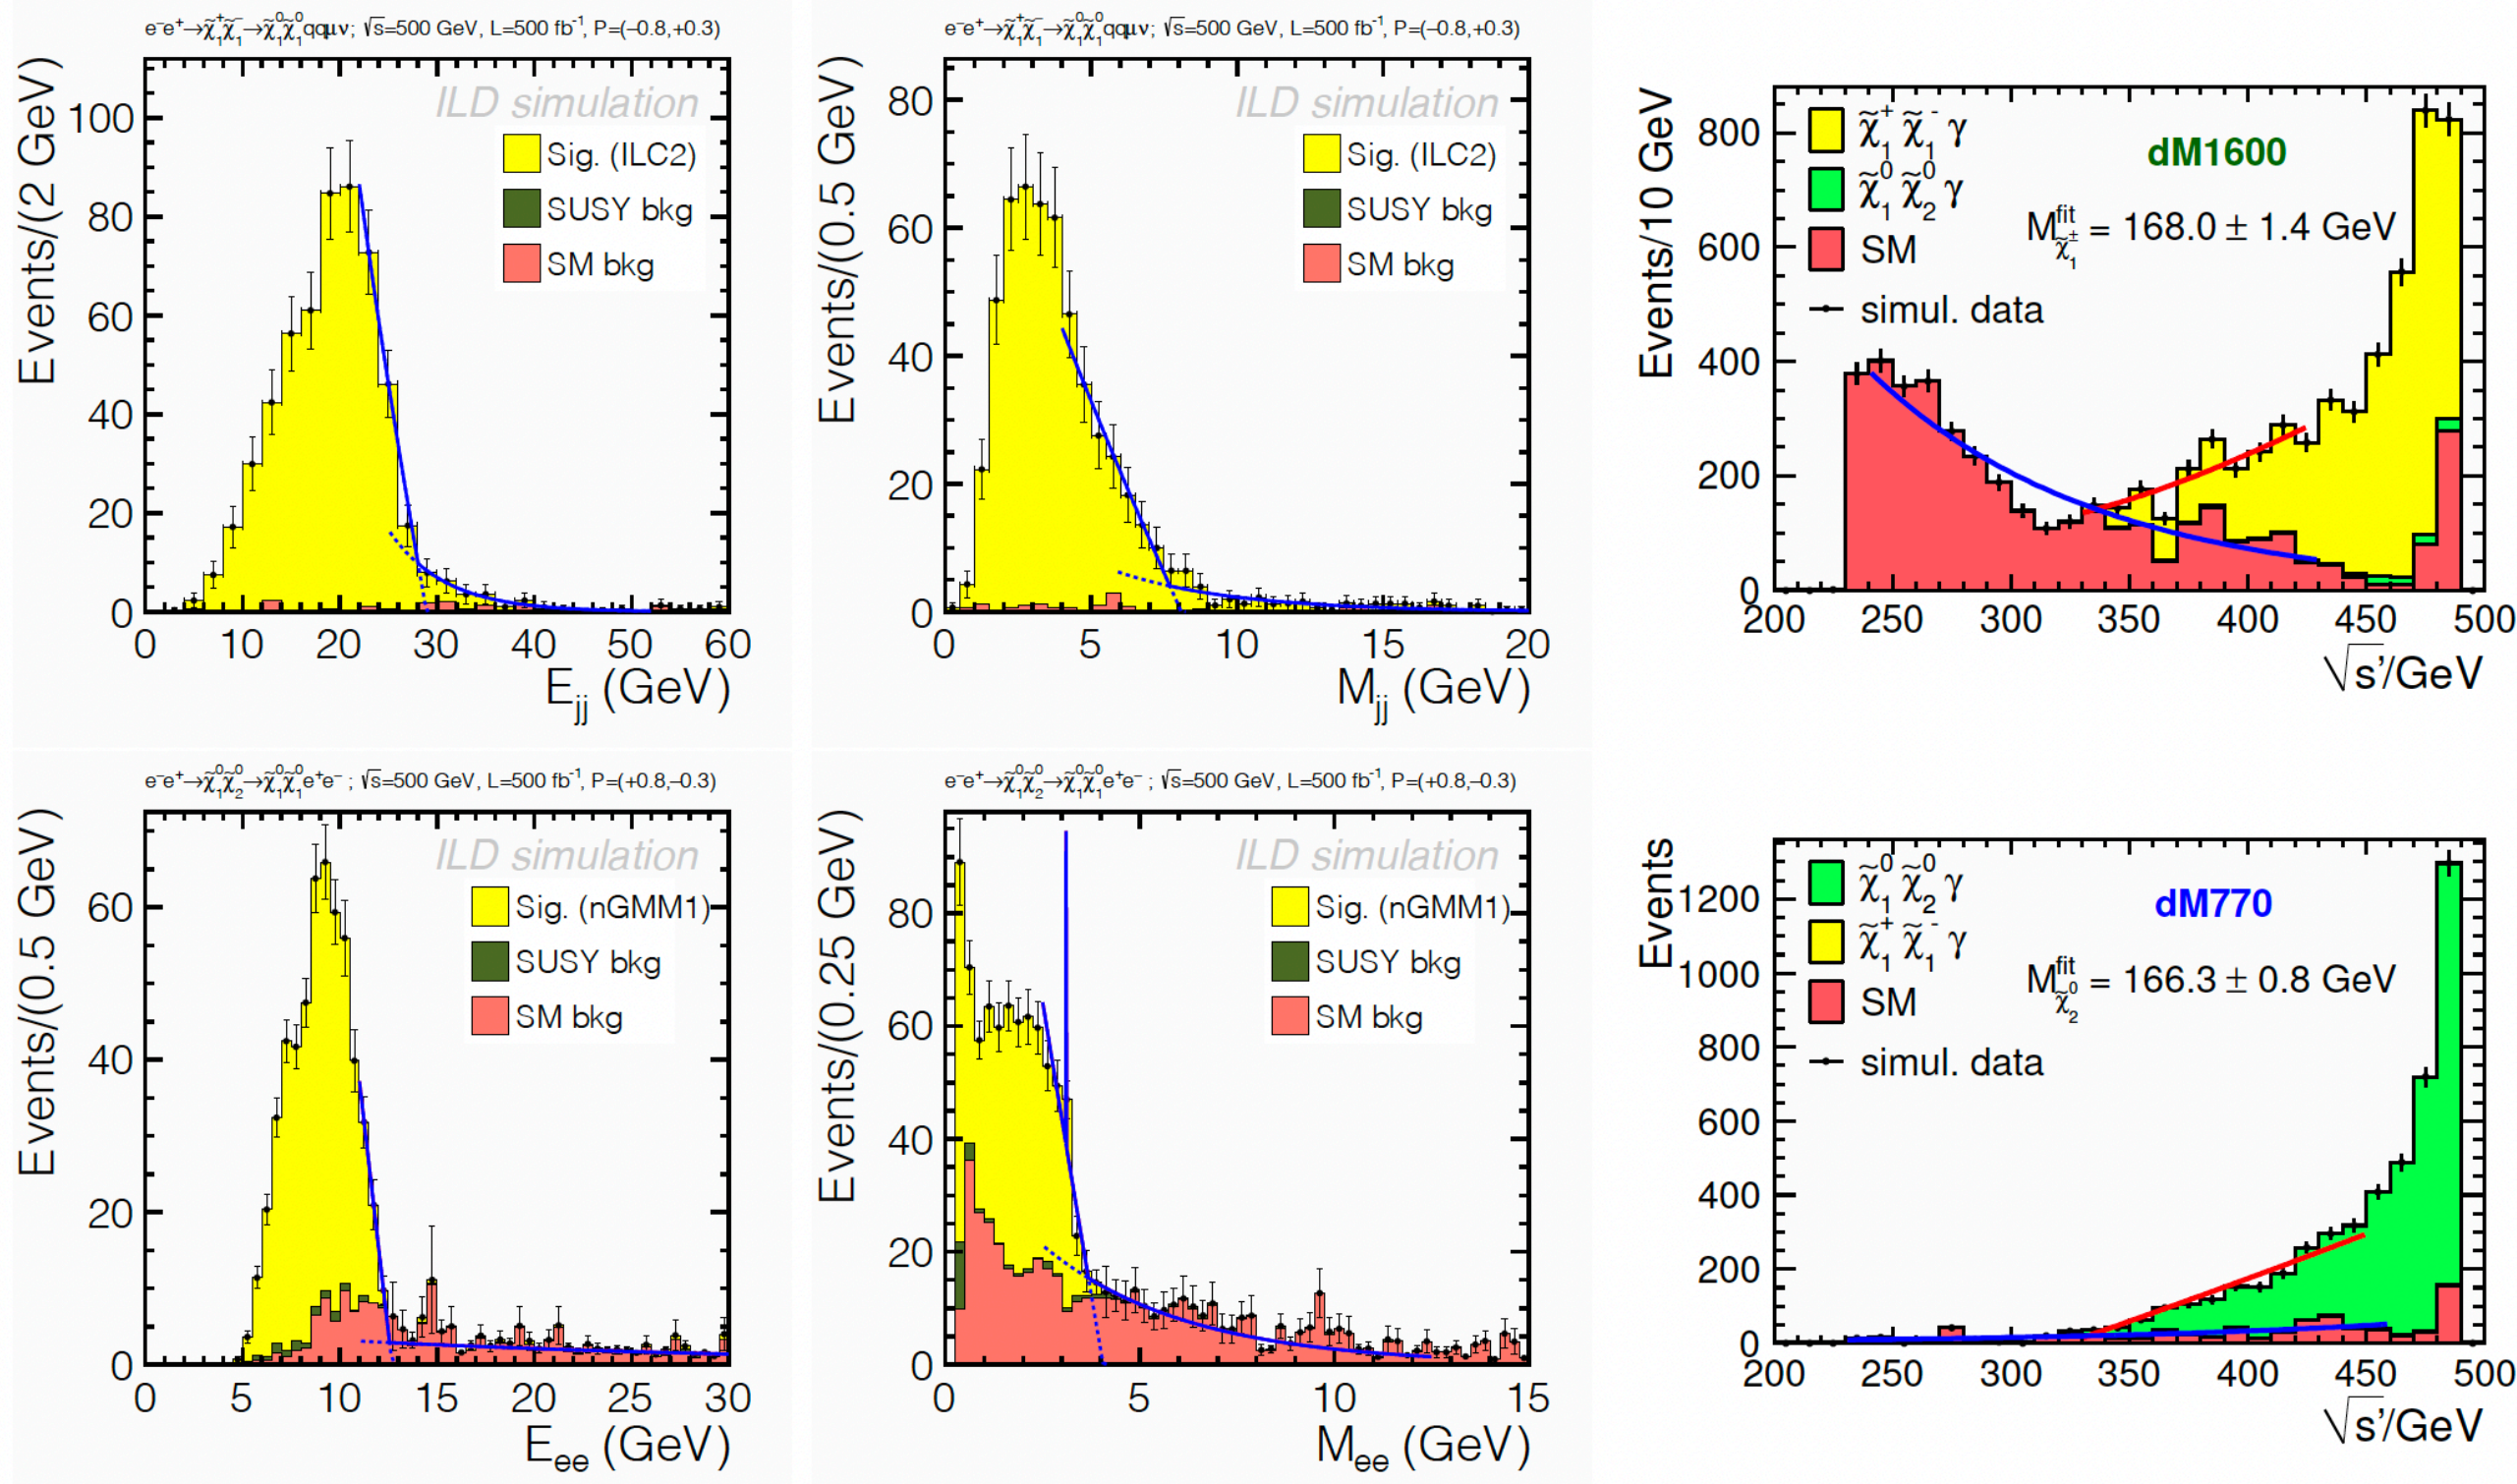 e⁻e⁺→χ̃₁⁺χ̃₁⁻→χ̃₁⁰χ̃₁⁰qqμν; √s=500 GeV, L=500 fb⁻¹, P=(−0.8,+0.3)
ILD simulation
Sig. (ILC2)
SUSY bkg
SM bkg
Events/(2 GeV)
100
80
60
40
20
0
0 10 20 30 40 50 60
E_jj (GeV)
e⁻e⁺→χ̃₁⁺χ̃₁⁻→χ̃₁⁰χ̃₁⁰qqμν; √s=500 GeV, L=500 fb⁻¹, P=(−0.8,+0.3)
ILD simulation
Sig. (ILC2)
SUSY bkg
SM bkg
Events/(0.5 GeV)
80
60
40
20
0
0 5 10 15 20
M_jj (GeV)
χ̃₁⁺ χ̃₁⁻ γ
χ̃₁⁰ χ̃₂⁰ γ
SM
simul. data
dM1600
M^fit_χ̃₁± = 168.0 ± 1.4 GeV
Events/10 GeV
800
600
400
200
0
200 250 300 350 400 450 500
√s’/GeV
e⁻e⁺→χ̃₁⁰χ̃₂⁰→χ̃₁⁰χ̃₁⁰e⁺e⁻ ; √s=500 GeV, L=500 fb⁻¹, P=(+0.8,−0.3)
ILD simulation
Sig. (nGMM1)
SUSY bkg
SM bkg
Events/(0.5 GeV)
60
40
20
0
0 5 10 15 20 25 30
E_ee (GeV)
e⁻e⁺→χ̃₁⁰χ̃₂⁰→χ̃₁⁰χ̃₁⁰e⁺e⁻ ; √s=500 GeV, L=500 fb⁻¹, P=(+0.8,−0.3)
ILD simulation
Sig. (nGMM1)
SUSY bkg
SM bkg
Events/(0.25 GeV)
80
60
40
20
0
0 5 10 15
M_ee (GeV)
χ̃₁⁰ χ̃₂⁰ γ
χ̃₁⁺ χ̃₁⁻ γ
SM
simul. data
dM770
M^fit_χ̃₂⁰ = 166.3 ± 0.8 GeV
Events
1200
1000
800
600
400
200
0
200 250 300 350 400 450 500
√s’/GeV